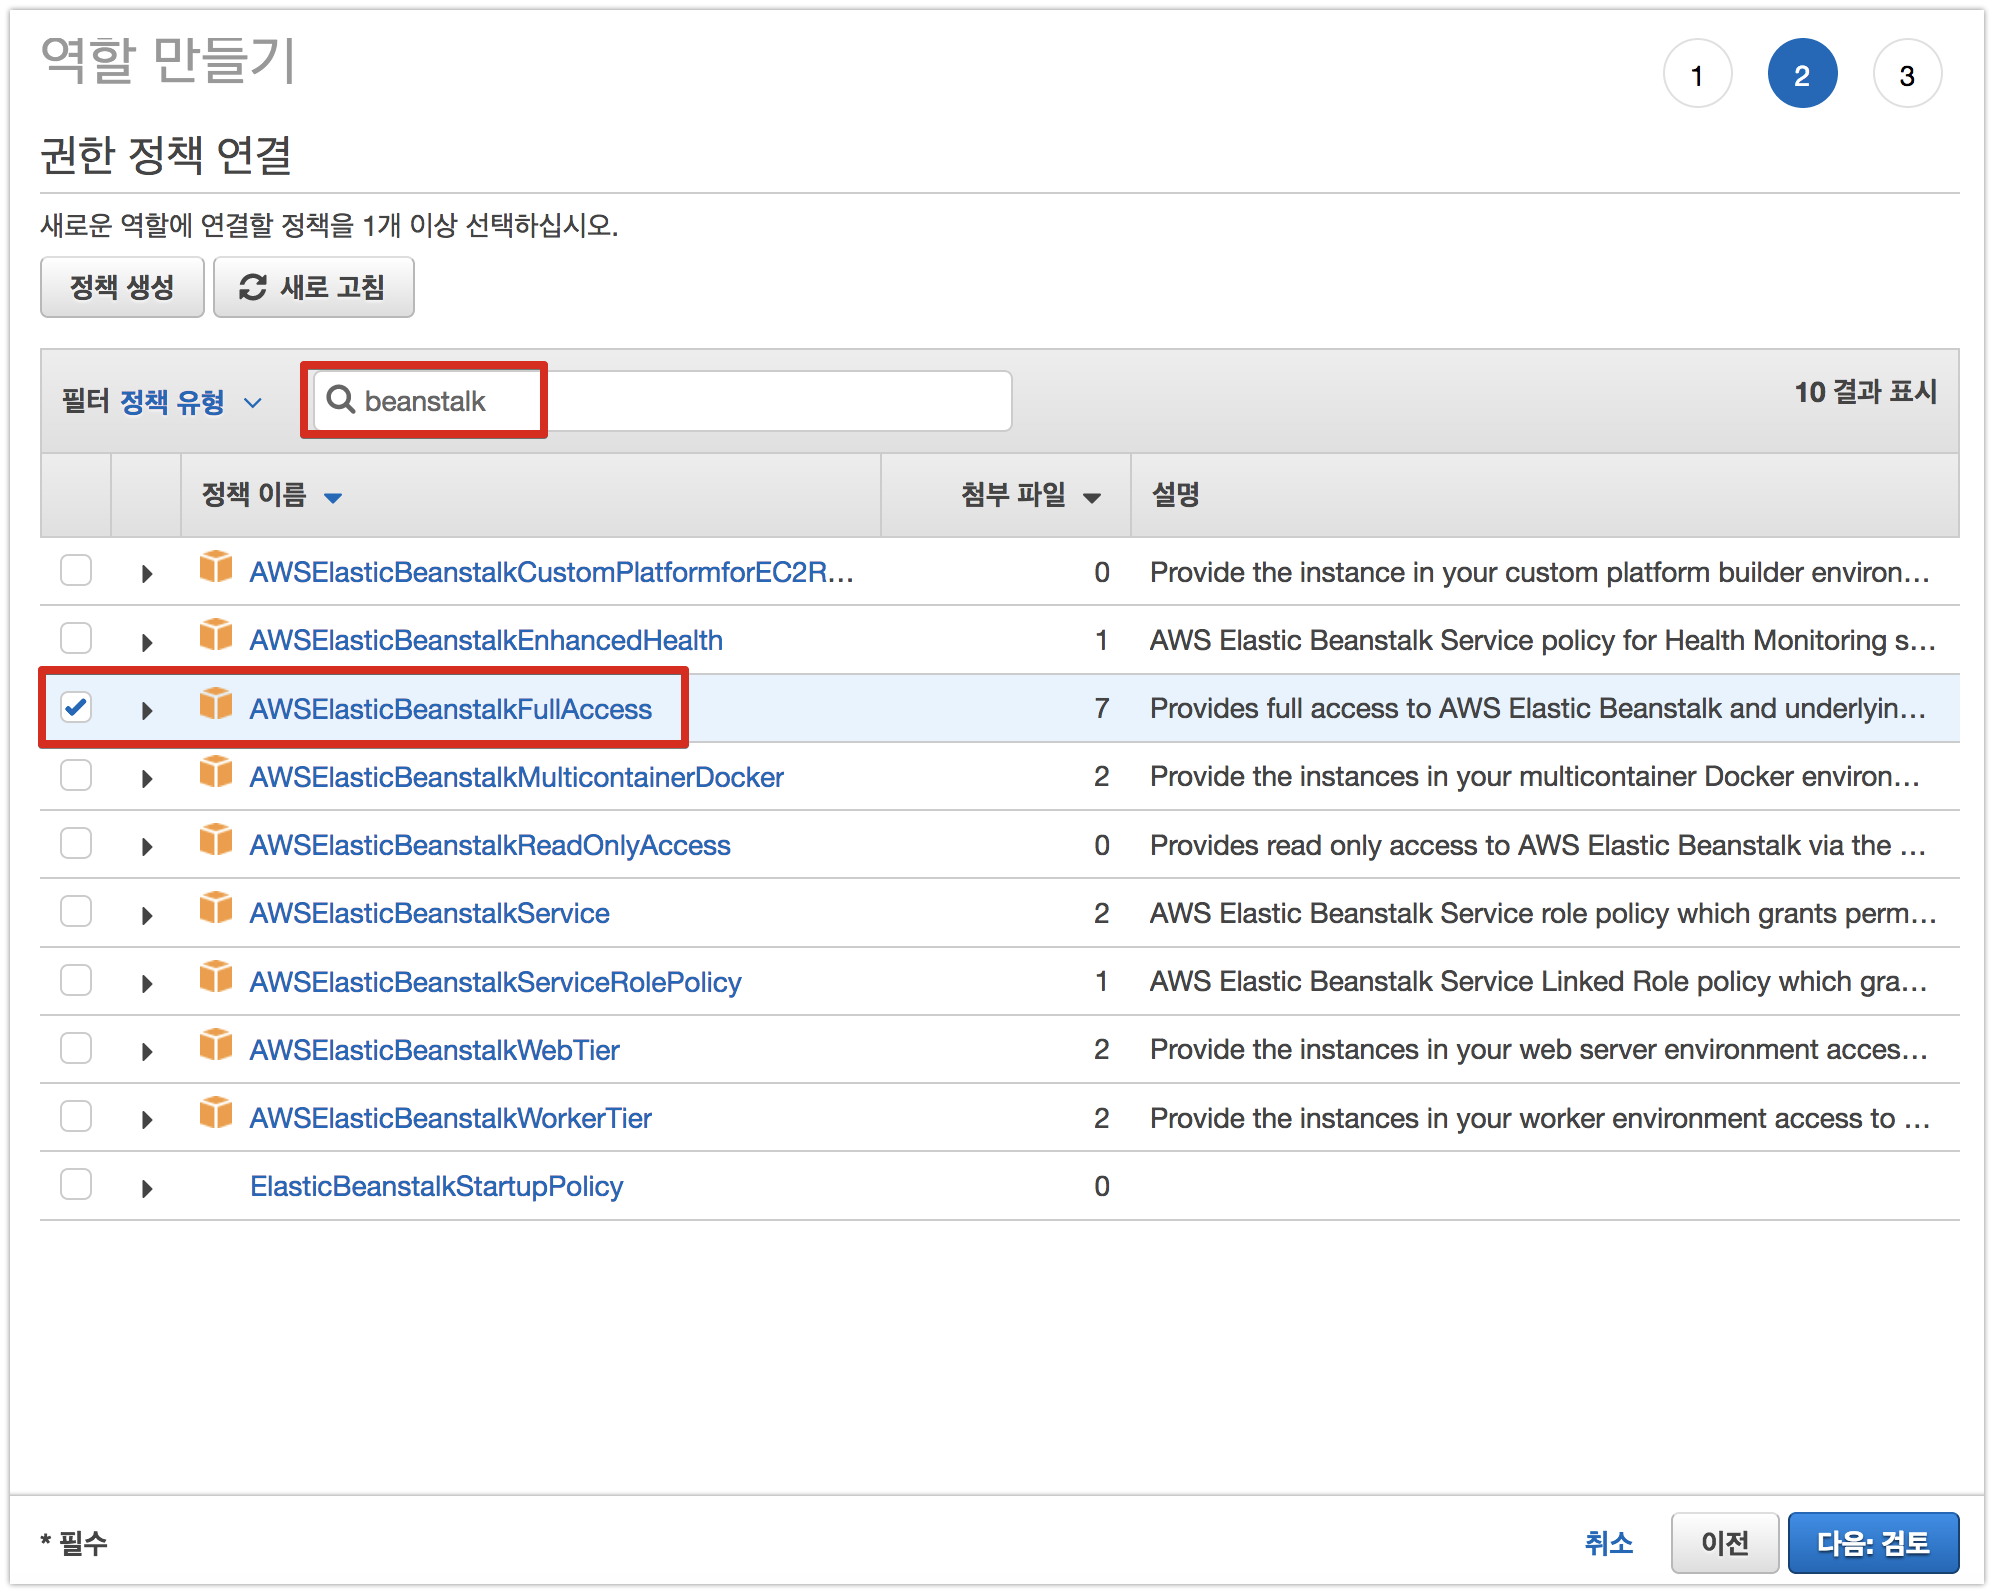 역할 만들기
1 2 3
권한 정책 연결
새로운 역할에 연결할 정책을 1개 이상 선택하십시오.
정책 생성 새로 고침
필터 정책 유형 beanstalk 10 결과 표시
정책 이름 첨부 파일 설명
AWSElasticBeanstalkCustomPlatformforEC2R... 0 Provide the instance in your custom platform builder environ...
AWSElasticBeanstalkEnhancedHealth 1 AWS Elastic Beanstalk Service policy for Health Monitoring s...
AWSElasticBeanstalkFullAccess 7 Provides full access to AWS Elastic Beanstalk and underlyin...
AWSElasticBeanstalkMulticontainerDocker 2 Provide the instances in your multicontainer Docker environ...
AWSElasticBeanstalkReadOnlyAccess 0 Provides read only access to AWS Elastic Beanstalk via the ...
AWSElasticBeanstalkService 2 AWS Elastic Beanstalk Service role policy which grants perm...
AWSElasticBeanstalkServiceRolePolicy 1 AWS Elastic Beanstalk Service Linked Role policy which gra...
AWSElasticBeanstalkWebTier 2 Provide the instances in your web server environment acces...
AWSElasticBeanstalkWorkerTier 2 Provide the instances in your worker environment access to ...
ElasticBeanstalkStartupPolicy 0
* 필수 취소 이전 다음: 검토